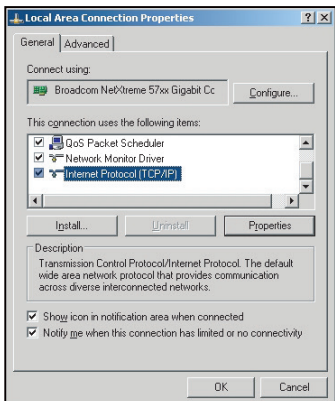 Local Area Connection Properties
General Advanced
Connect using:
Broadcom NetXtreme 57xx Gigabit Cc
Configure...
This connection uses the following items:
QoS Packet Scheduler
Network Monitor Driver
Internet Protocol (TCP/IP)
Install... Uninstall Properties
Description
Transmission Control Protocol/Internet Protocol. The default
wide area network protocol that provides communication
across diverse interconnected networks.
Show icon in notification area when connected
Notify me when this connection has limited or no connectivity
OK Cancel